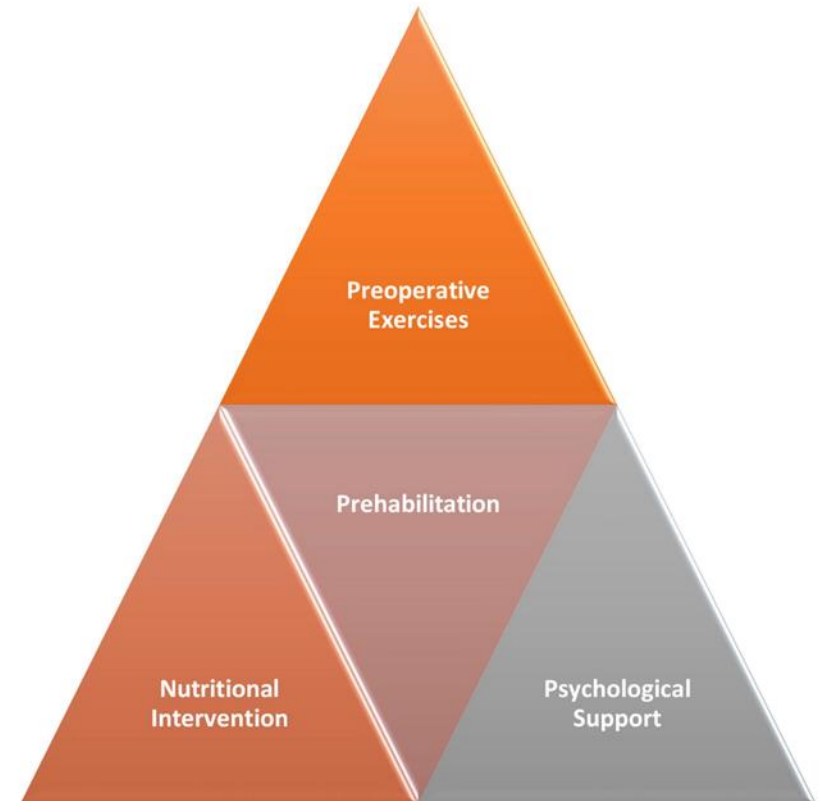 Preoperative
Exercises
Prehabilitation
Nutritional
Intervention
Psychological
Support